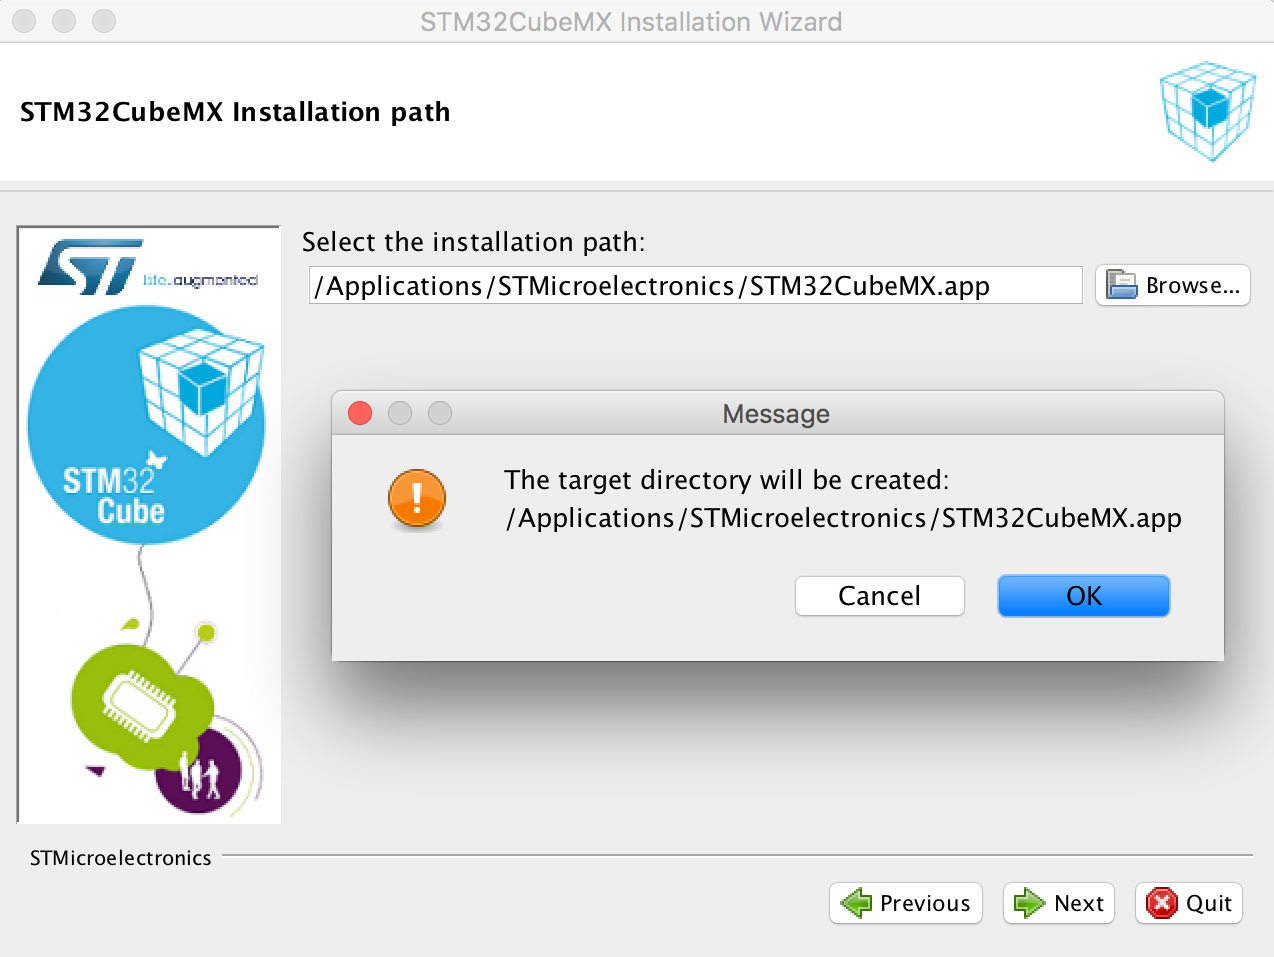 STM32CubeMX Installation Wizard
STM32CubeMX Installation path
ST
life.augmented
STM32
Cube
Select the installation path:
/Applications/STMicroelectronics/STM32CubeMX.app
Browse...
Message
The target directory will be created:
/Applications/STMicroelectronics/STM32CubeMX.app
Cancel
OK
STMicroelectronics
Previous
Next
Quit